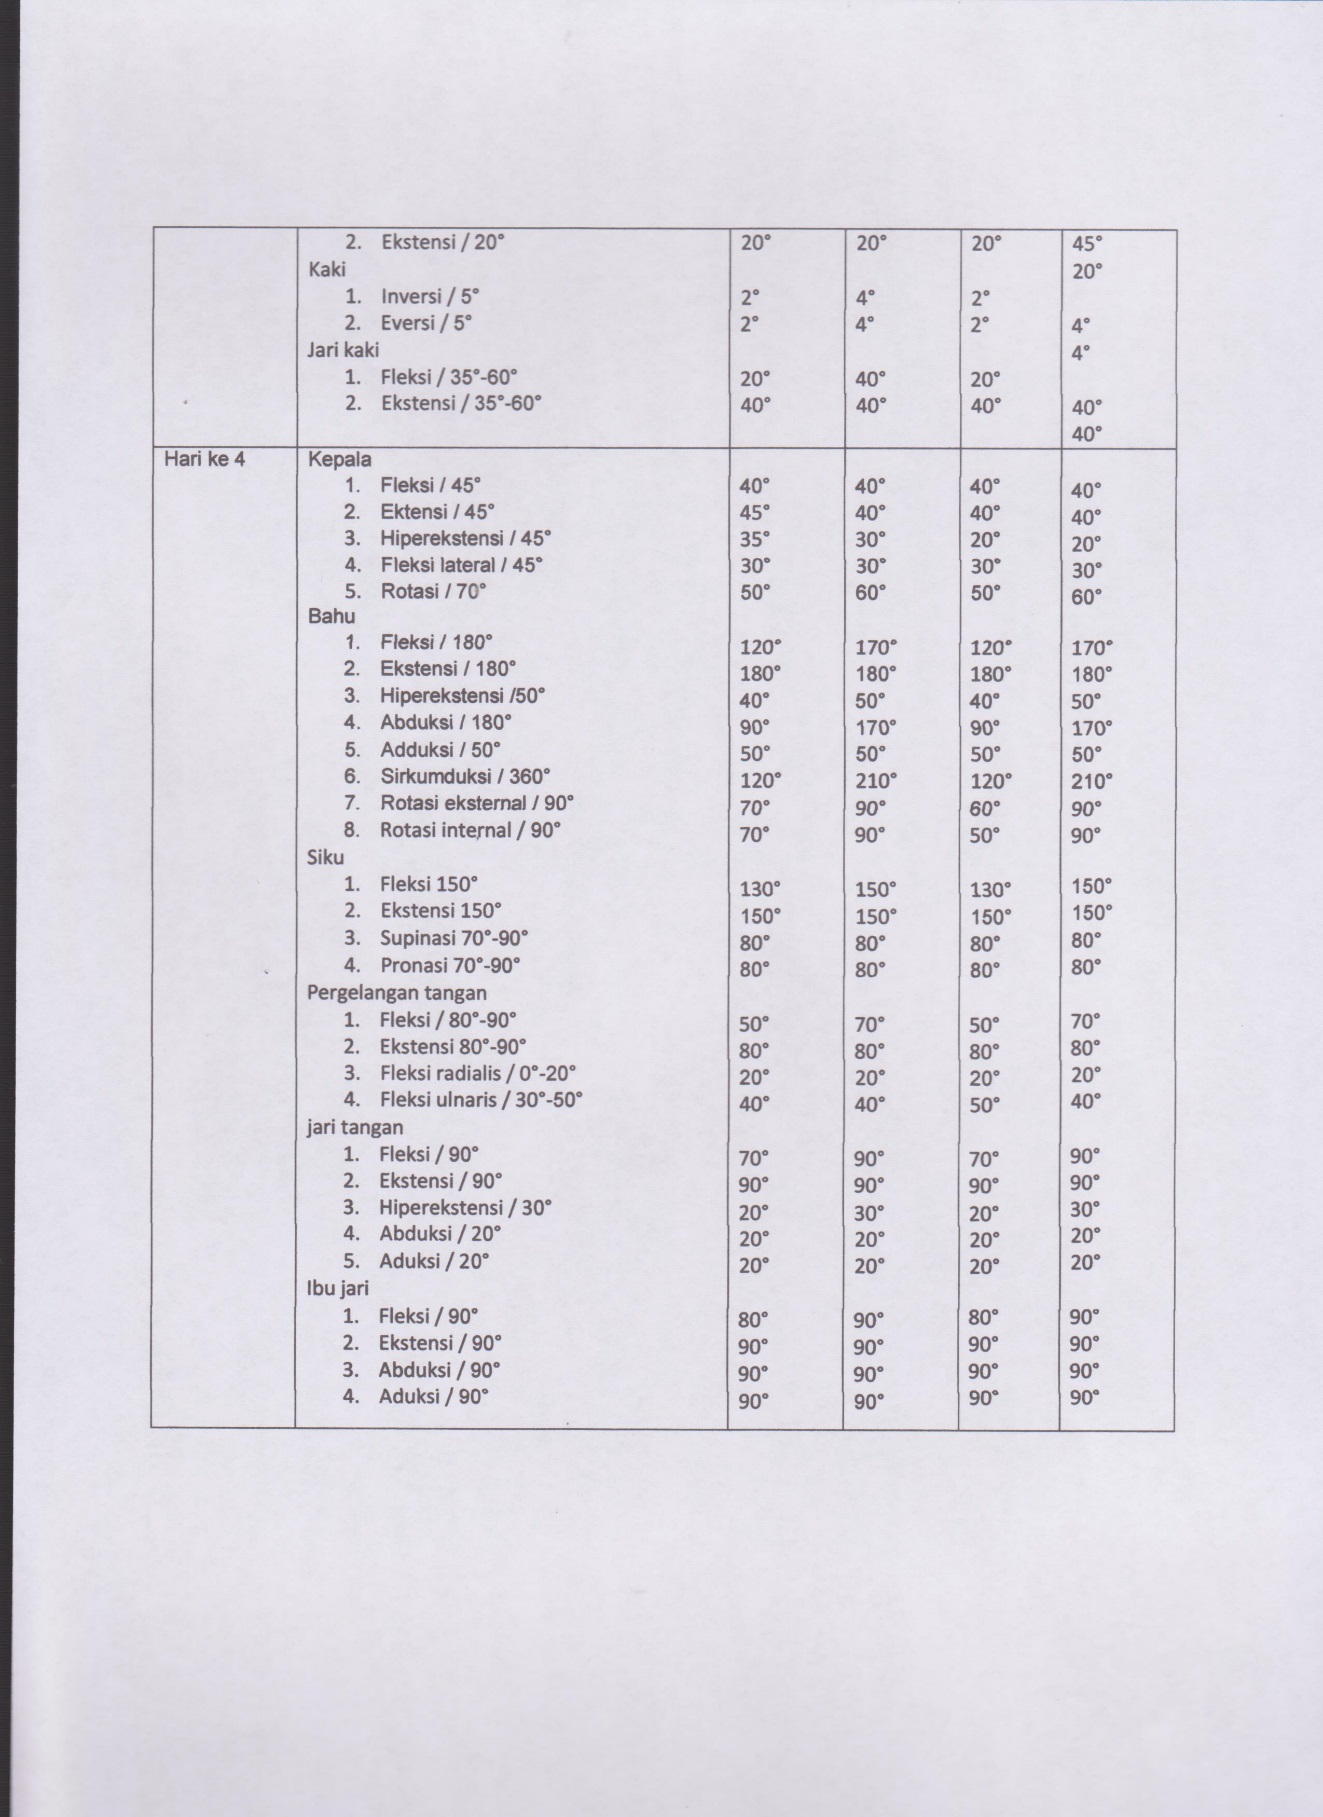 2. Ekstensi / 20° 20° 20° 20° 45°
Kaki 20°
1. Inversi / 5° 2° 4° 2°
2. Eversi / 5° 2° 4° 2° 4°
Jari kaki 4°
1. Fleksi / 35°-60° 20° 40° 20°
2. Ekstensi / 35°-60° 40° 40° 40° 40°
40°
Hari ke 4 Kepala
1. Fleksi / 45° 40° 40° 40° 40°
2. Ektensi / 45° 45° 40° 40° 40°
3. Hiperekstensi / 45° 35° 30° 20° 20°
4. Fleksi lateral / 45° 30° 30° 30° 30°
5. Rotasi / 70° 50° 60° 50° 60°
Bahu
1. Fleksi / 180° 120° 170° 120° 170°
2. Ekstensi / 180° 180° 180° 180° 180°
3. Hiperekstensi /50° 40° 50° 40° 50°
4. Abduksi / 180° 90° 170° 90° 170°
5. Adduksi / 50° 50° 50° 50° 50°
6. Sirkumduksi / 360° 120° 210° 120° 210°
7. Rotasi eksternal / 90° 70° 90° 60° 90°
8. Rotasi internal / 90° 70° 90° 50° 90°
Siku
1. Fleksi 150° 130° 150° 130° 150°
2. Ekstensi 150° 150° 150° 150° 150°
3. Supinasi 70°-90° 80° 80° 80° 80°
4. Pronasi 70°-90° 80° 80° 80° 80°
Pergelangan tangan
1. Fleksi / 80°-90° 50° 70° 50° 70°
2. Ekstensi 80°-90° 80° 80° 80° 80°
3. Fleksi radialis / 0°-20° 20° 20° 20° 20°
4. Fleksi ulnaris / 30°-50° 40° 40° 50° 40°
jari tangan
1. Fleksi / 90° 70° 90° 70° 90°
2. Ekstensi / 90° 90° 90° 90° 90°
3. Hiperekstensi / 30° 20° 30° 20° 30°
4. Abduksi / 20° 20° 20° 20° 20°
5. Aduksi / 20° 20° 20° 20° 20°
Ibu jari
1. Fleksi / 90° 80° 90° 80° 90°
2. Ekstensi / 90° 90° 90° 90° 90°
3. Abduksi / 90° 90° 90° 90° 90°
4. Aduksi / 90° 90° 90° 90° 90°